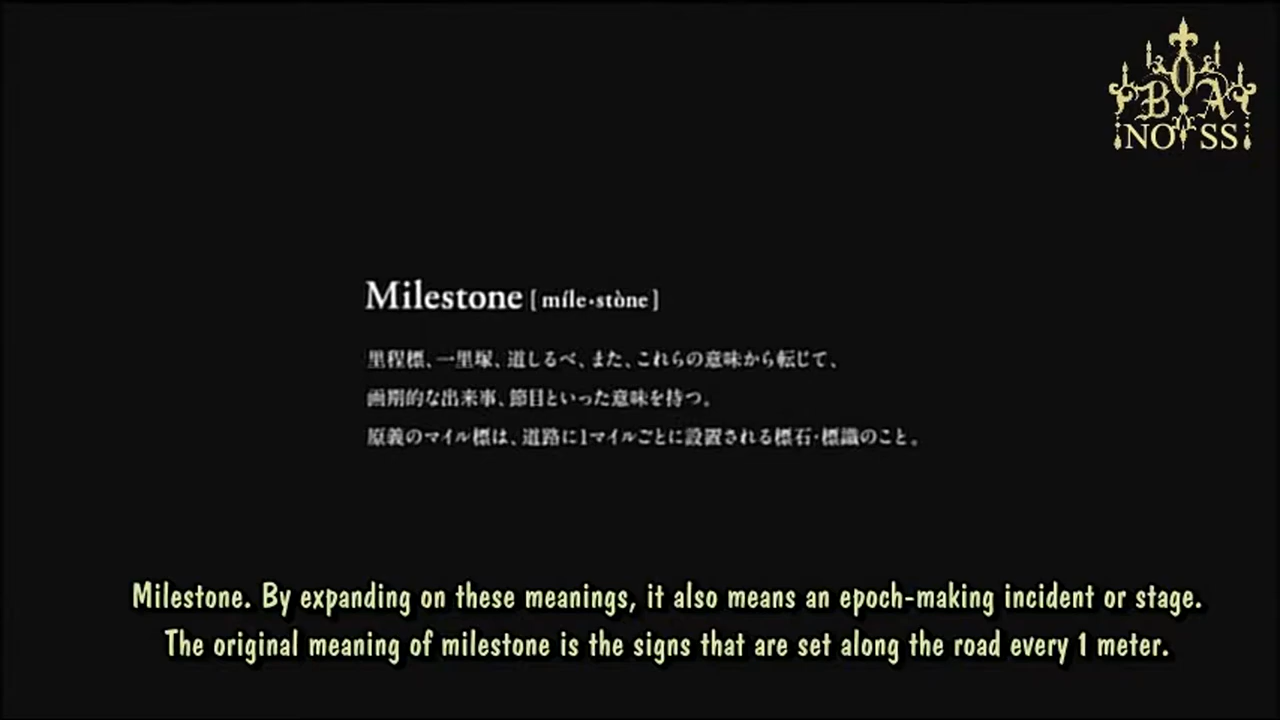 B A
NO SS
Milestone [ míle·stòne ]
里程標、一里塚、道しるべ、また、これらの意味から転じて、
画期的な出来事、節目といった意味を持つ。
原義のマイル標は、道路に1マイルごとに設置される標石·標識のこと。
Milestone. By expanding on these meanings, it also means an epoch-making incident or stage.
The original meaning of milestone is the signs that are set along the road every 1 meter.